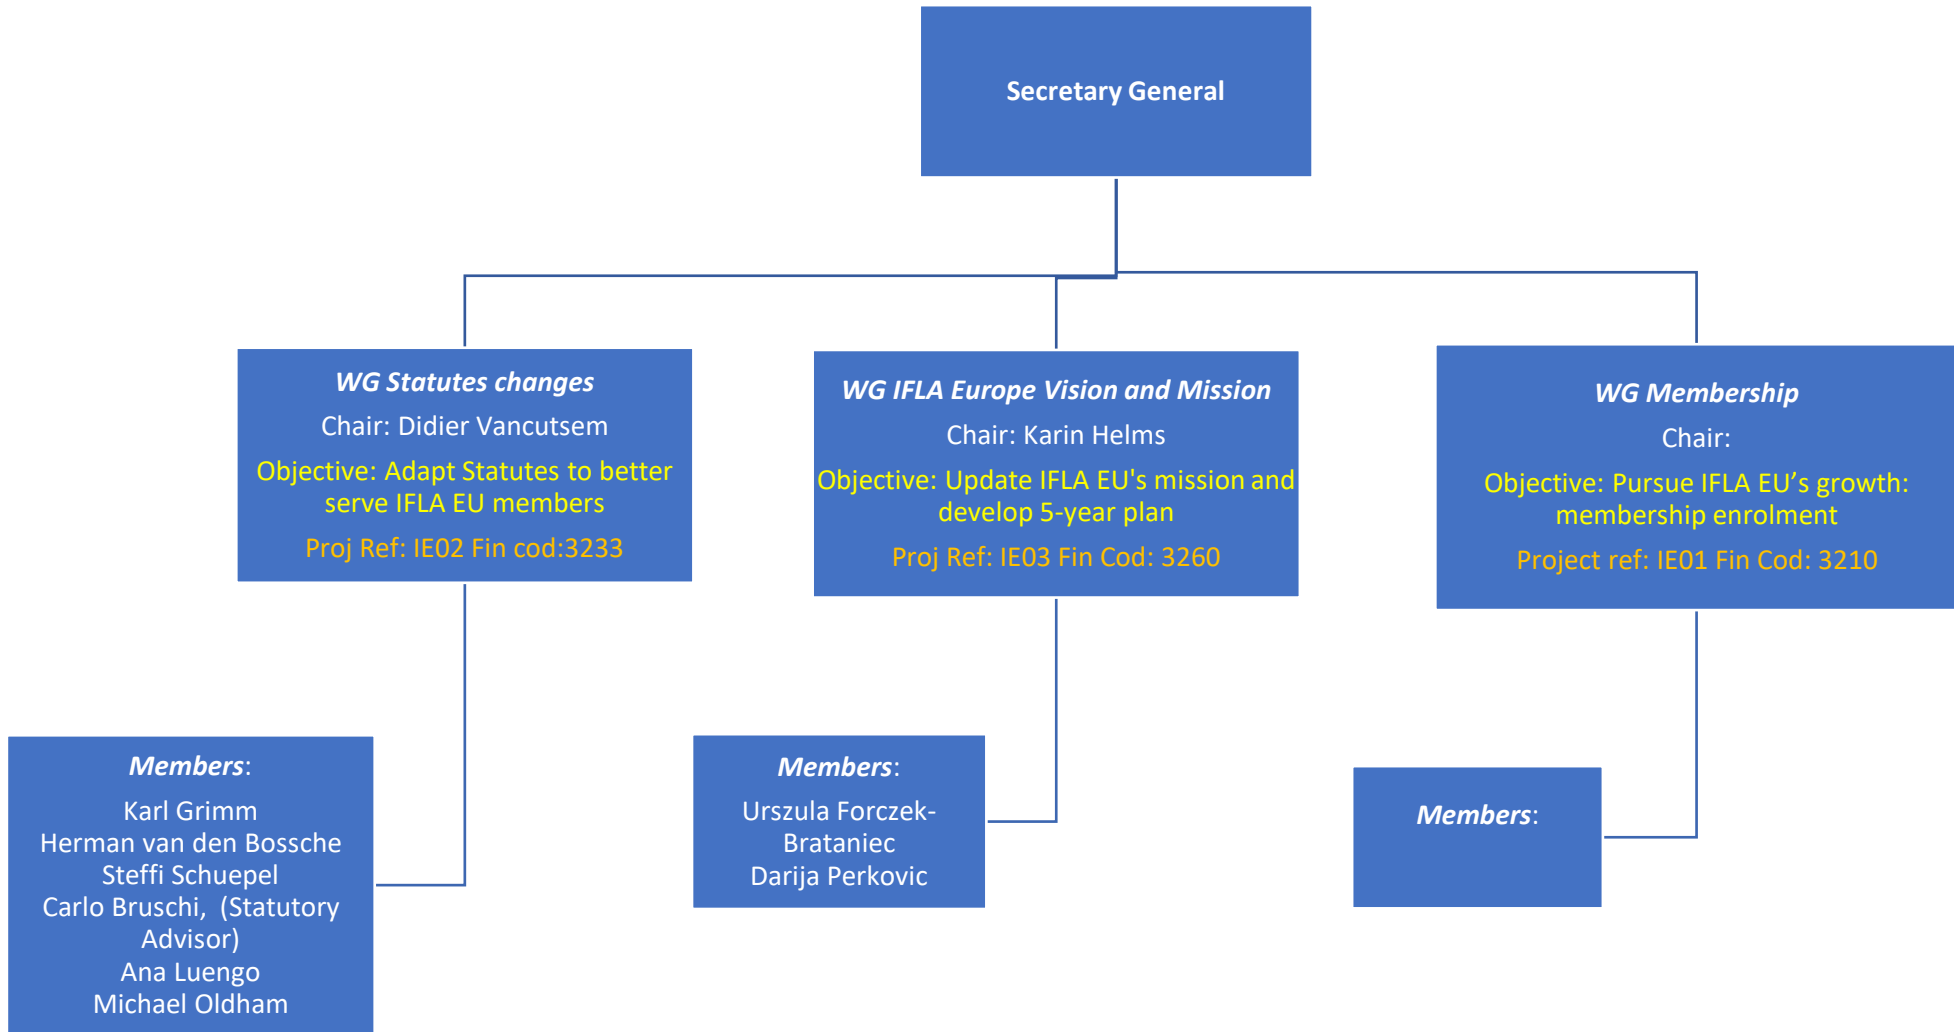 Secretary General
WG Statutes changes
Chair: Didier Vancutsem
Objective: Adapt Statutes to better
serve IFLA EU members
Proj Ref: IE02 Fin cod:3233
WG IFLA Europe Vision and Mission
Chair: Karin Helms
Objective: Update IFLA EU's mission and
develop 5-year plan
Proj Ref: IE03 Fin Cod: 3260
WG Membership
Chair:
Objective: Pursue IFLA EU’s growth:
membership enrolment
Project ref: IE01 Fin Cod: 3210
Members:
Karl Grimm
Herman van den Bossche
Steffi Schuepel
Carlo Bruschi, (Statutory
Advisor)
Ana Luengo
Michael Oldham
Members:
Urszula Forczek-
Brataniec
Darija Perkovic
Members: